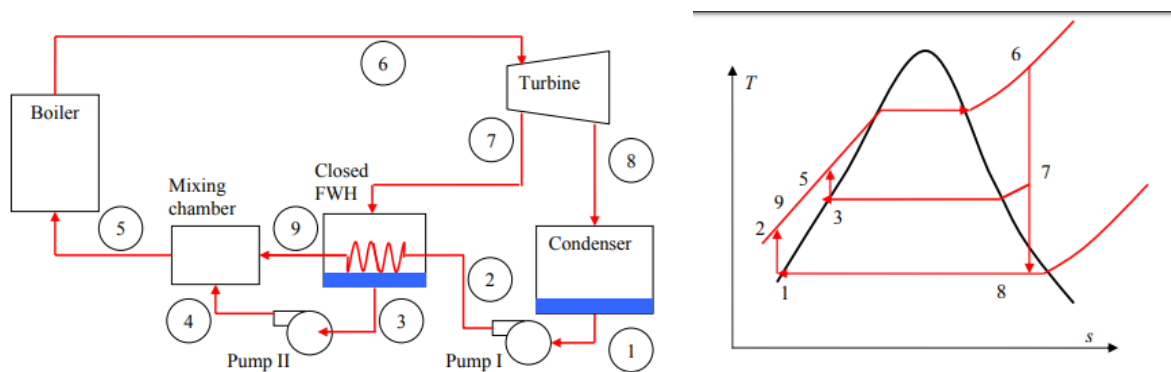 6
Turbine
Boiler
7
8
Closed
FWH
Mixing
chamber
5
9
Condenser
2
4
3
1
Pump II
Pump I
T
6
5
7
9
2
3
8
1
s